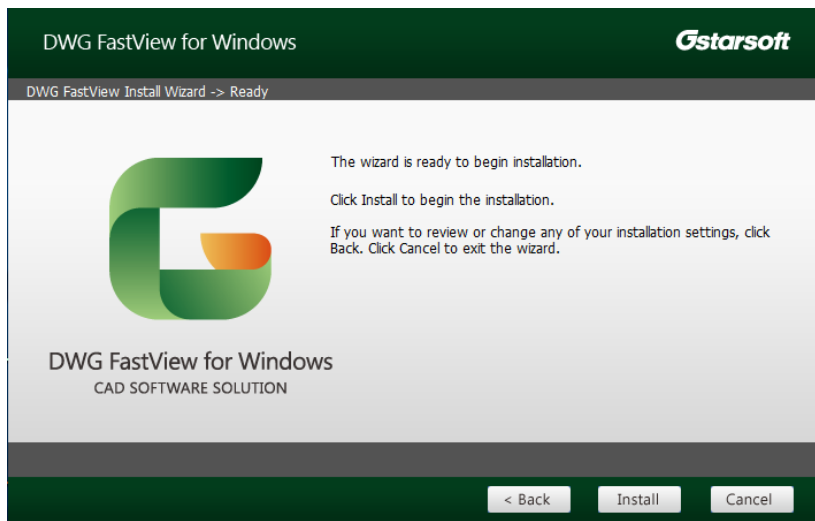 DWG FastView for Windows
Gstarsoft
DWG FastView Install Wizard -> Ready
The wizard is ready to begin installation.
Click Install to begin the installation.
If you want to review or change any of your installation settings, click
Back. Click Cancel to exit the wizard.
DWG FastView for Windows
CAD SOFTWARE SOLUTION
< Back
Install
Cancel